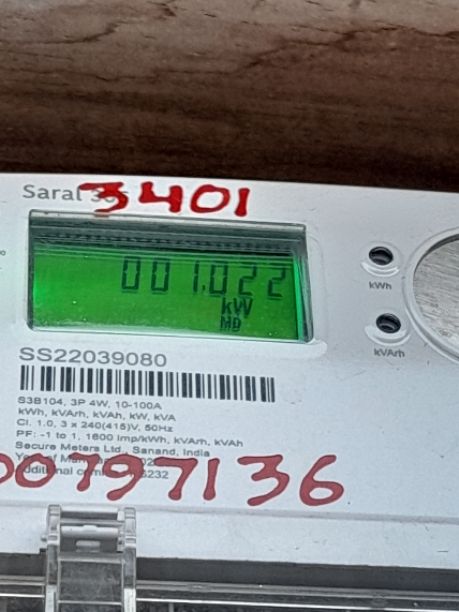 Saral
3401
001.022
kW
MD
kWh
kVArh
SS22039080
S3B104, 3P 4W, 10-100A
kWh, kVArh, kVAh, kW, kVA
Cl. 1.0, 3 x 240(415)V, 50Hz
PF: -1 to 1, 1600 imp/kWh, kVArh, kVAh
Secure Meters Ltd., Sanand, India
00797136